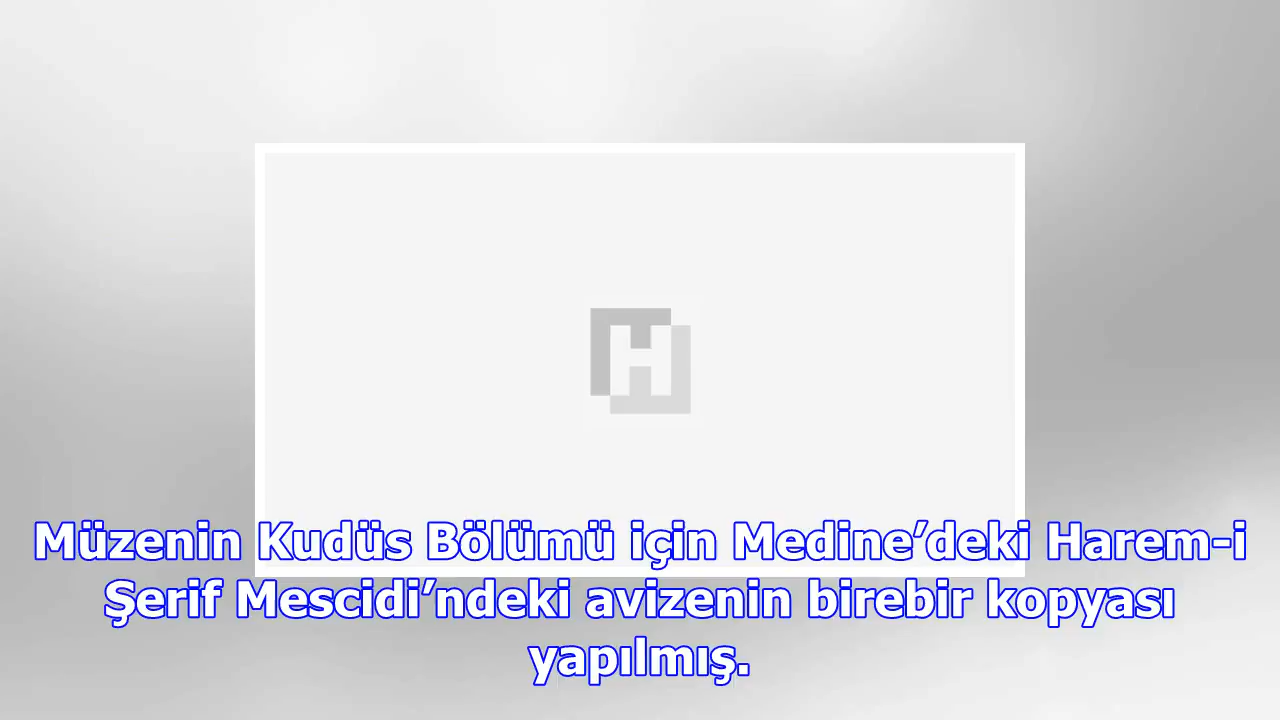 Müzenin Kudüs Bölümü için Medine’deki Harem-i
Şerif Mescidi’ndeki avizenin birebir kopyası
yapılmış.